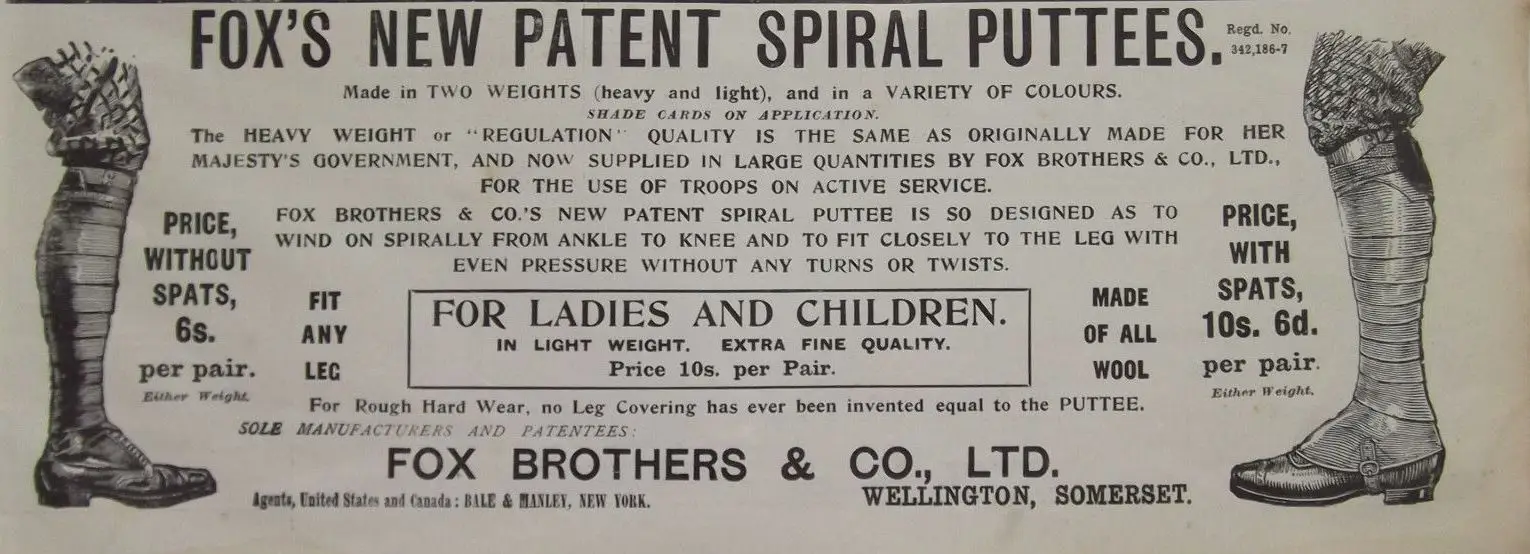 FOX'S NEW PATENT SPIRAL PUTTEES.
Regd. No.
342,186-7
Made in TWO WEIGHTS (heavy and light), and in a VARIETY OF COLOURS.
SHADE CARDS ON APPLICATION.
The HEAVY WEIGHT or "REGULATION" QUALITY IS THE SAME AS ORIGINALLY MADE FOR HER
MAJESTY'S GOVERNMENT, AND NOW SUPPLIED IN LARGE QUANTITIES BY FOX BROTHERS & CO., LTD.,
FOR THE USE OF TROOPS ON ACTIVE SERVICE.
FOX BROTHERS & CO.'S NEW PATENT SPIRAL PUTTEE IS SO DESIGNED AS TO
WIND ON SPIRALLY FROM ANKLE TO KNEE AND TO FIT CLOSELY TO THE LEG WITH
EVEN PRESSURE WITHOUT ANY TURNS OR TWISTS.
PRICE,
WITHOUT
SPATS,
6s.
per pair.
Either Weight.
FIT
ANY
LEG
FOR LADIES AND CHILDREN.
IN LIGHT WEIGHT. EXTRA FINE QUALITY.
Price 10s. per Pair.
MADE
OF ALL
WOOL
PRICE,
WITH
SPATS,
10s. 6d.
per pair.
Either Weight.
For Rough Hard Wear, no Leg Covering has ever been invented equal to the PUTTEE.
SOLE MANUFACTURERS AND PATENTEES:
FOX BROTHERS & CO., LTD.
Agents, United States and Canada: BALE & MANLEY, NEW YORK.
WELLINGTON, SOMERSET.